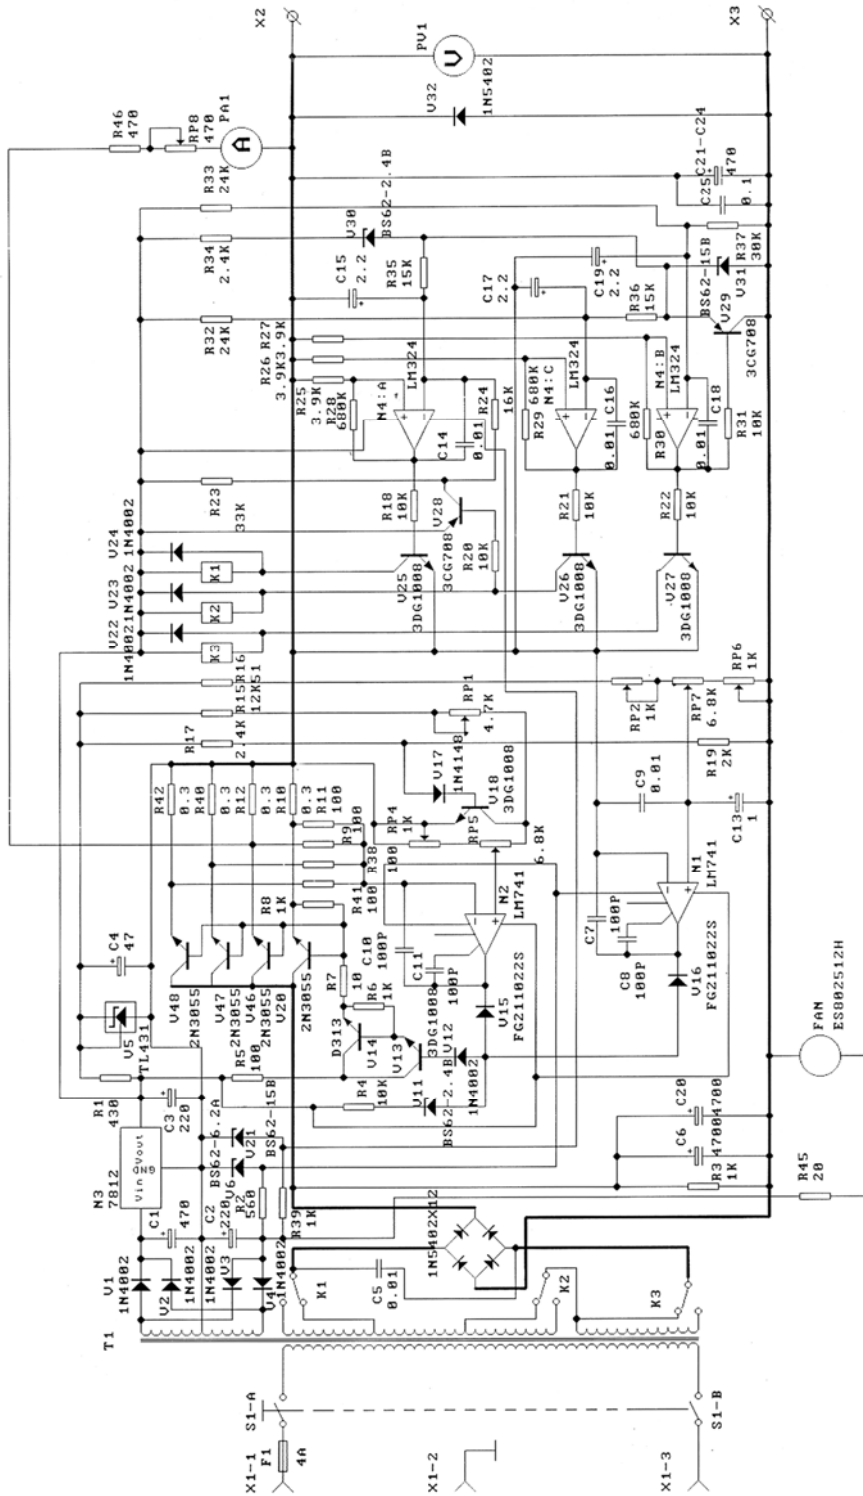 X1-1
F1
4A
S1-A
X1-2
X1-3
S1-B
T1
V1
1N4002
V2
1N4002
V3
1N4002
V4
1N4002
K1
C5
0.01
K2
K3
1N5402X12
N3
7812
Vin
Vout
GND
C1
470
C2
220
R2
560
R39
1K
V6
BS62-6.2A
V21
BS62-15B
R1
430
C3
220
V5
TL431
C4
47
R5
100
R4
10K
V11
BS62-2.4B
V12
1N4002
V13
3DG1008
V14
D313
R6
1K
R7
10
R8
1K
V48
2N3055
V47
2N3055
V46
2N3055
V20
2N3055
R42
0.3
R40
0.3
R12
0.3
R10
0.3
R11
100
R9
100
R38
100
R41
100
C10
100P
C11
100P
N2
LM741
V15
FG211022S
RP4
1K
RP5
6.8K
V18
3DG1008
V17
1N4148
RP1
4.7K
R17
2.4K
R15
12K
R16
51
C6
4700
C20
4700
R3
1K
R45
20
FAN
ES802512H
C7
C8
100P
V16
FG211022S
N1
LM741
C9
0.01
C13
1
R19
2K
RP2
1K
RP7
6.8K
RP6
1K
V22
1N4002
V23
1N4002
V24
1N4002
K3
K2
K1
R23
33K
V25
3DG1008
R18
10K
V28
3CG708
R20
10K
V26
3DG1008
R21
10K
V27
3DG1008
R22
10K
C14
0.01
R24
16K
N4:A
LM324
R28
680K
R25
3.9K
R26
3.9K
R27
3.9K
R29
680K
N4:C
LM324
C16
0.01
R30
680K
N4:B
LM324
C18
0.01
R31
10K
V29
3CG708
R32
24K
R34
2.4K
R33
24K
C15
2.2
R35
15K
V30
BS62-2.4B
C17
2.2
C19
2.2
R36
15K
V31
BS62-15B
R37
30K
C25
0.1
C21-C24
470
V32
1N5402
R46
470
RP8
470
PA1
A
PV1
V
X2
X3